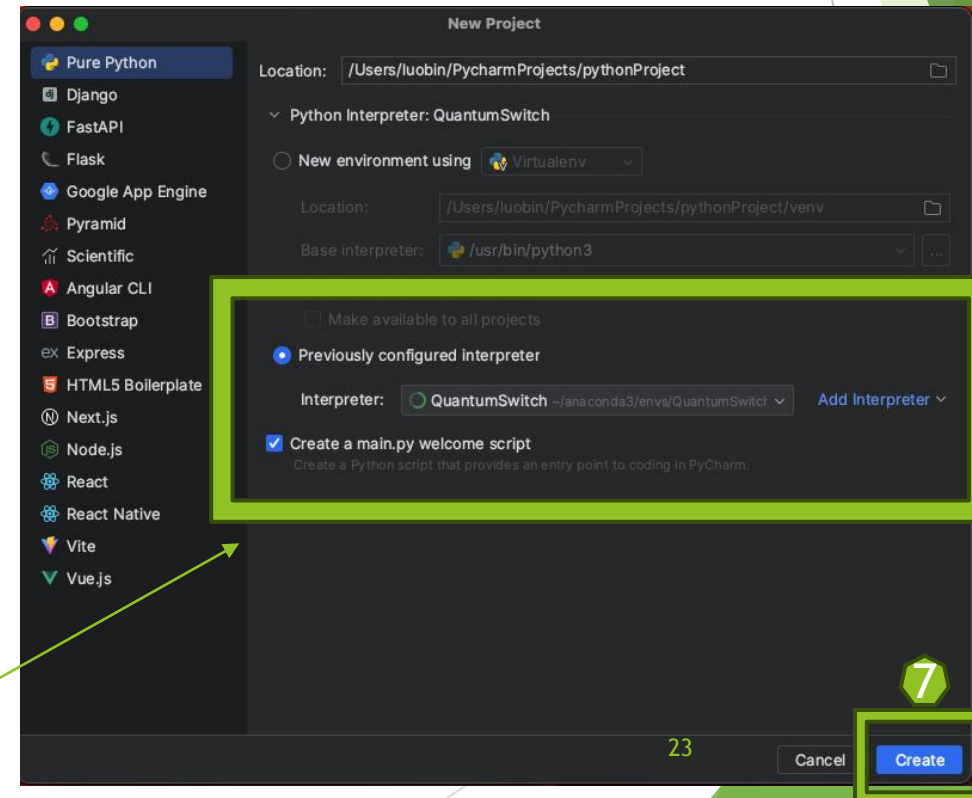 New Project
Pure Python
Django
FastAPI
Flask
Google App Engine
Pyramid
Scientific
Angular CLI
Bootstrap
Express
HTML5 Boilerplate
Next.js
Node.js
React
React Native
Vite
Vue.js
Location: /Users/luobin/PycharmProjects/pythonProject
Python Interpreter: QuantumSwitch
New environment using Virtualenv
Location: /Users/luobin/PycharmProjects/pythonProject/venv
Base interpreter: /usr/bin/python3 ...
Make available to all projects
Previously configured interpreter
Interpreter: QuantumSwitch ~/anaconda3/envs/QuantumSwitch Add Interpreter
Create a main.py welcome script
Create a Python script that provides an entry point to coding in PyCharm.
7
23
Cancel Create